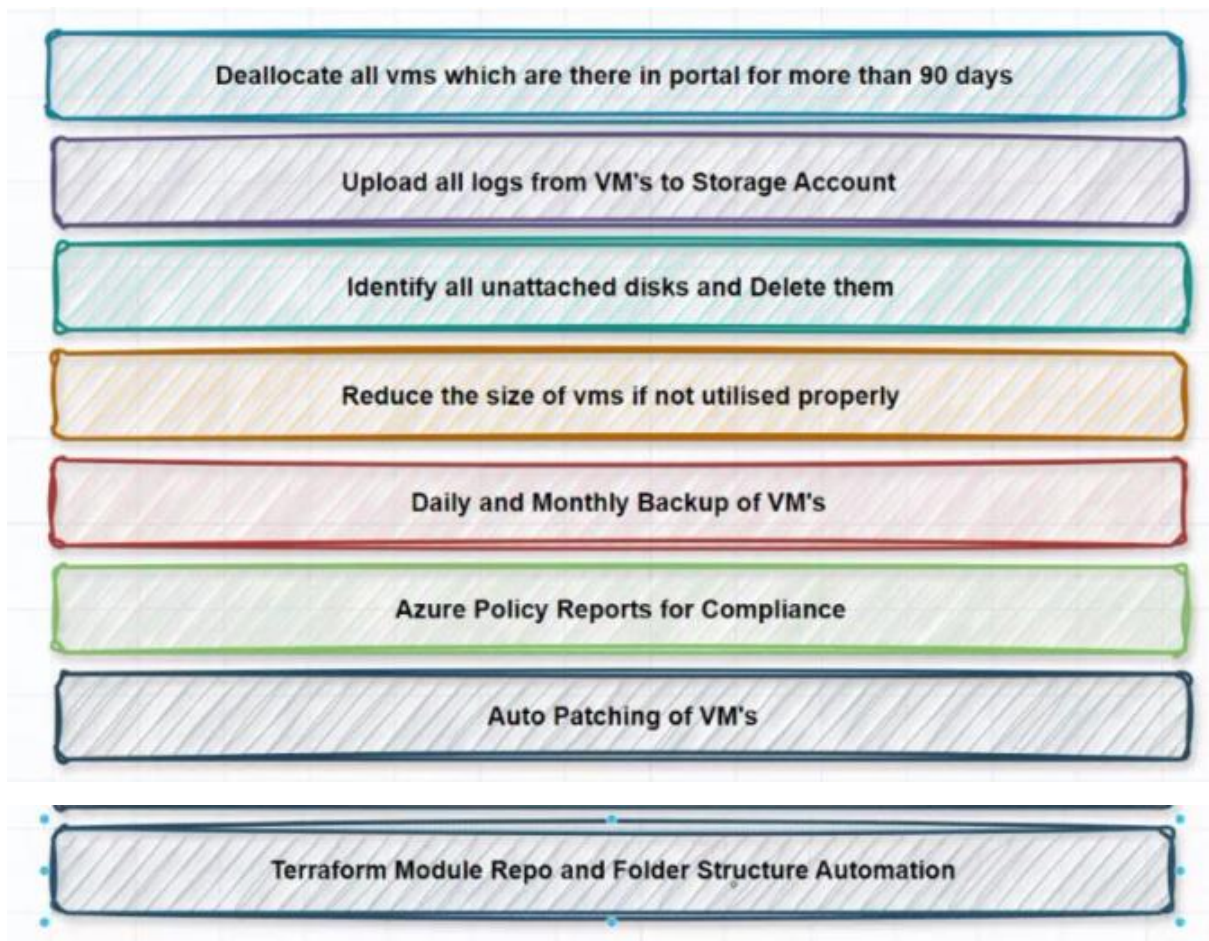 Deallocate all vms which are there in portal for more than 90 days
Upload all logs from VM's to Storage Account
Identify all unattached disks and Delete them
Reduce the size of vms if not utilised properly
Daily and Monthly Backup of VM's
Azure Policy Reports for Compliance
Auto Patching of VM's
Terraform Module Repo and Folder Structure Automation